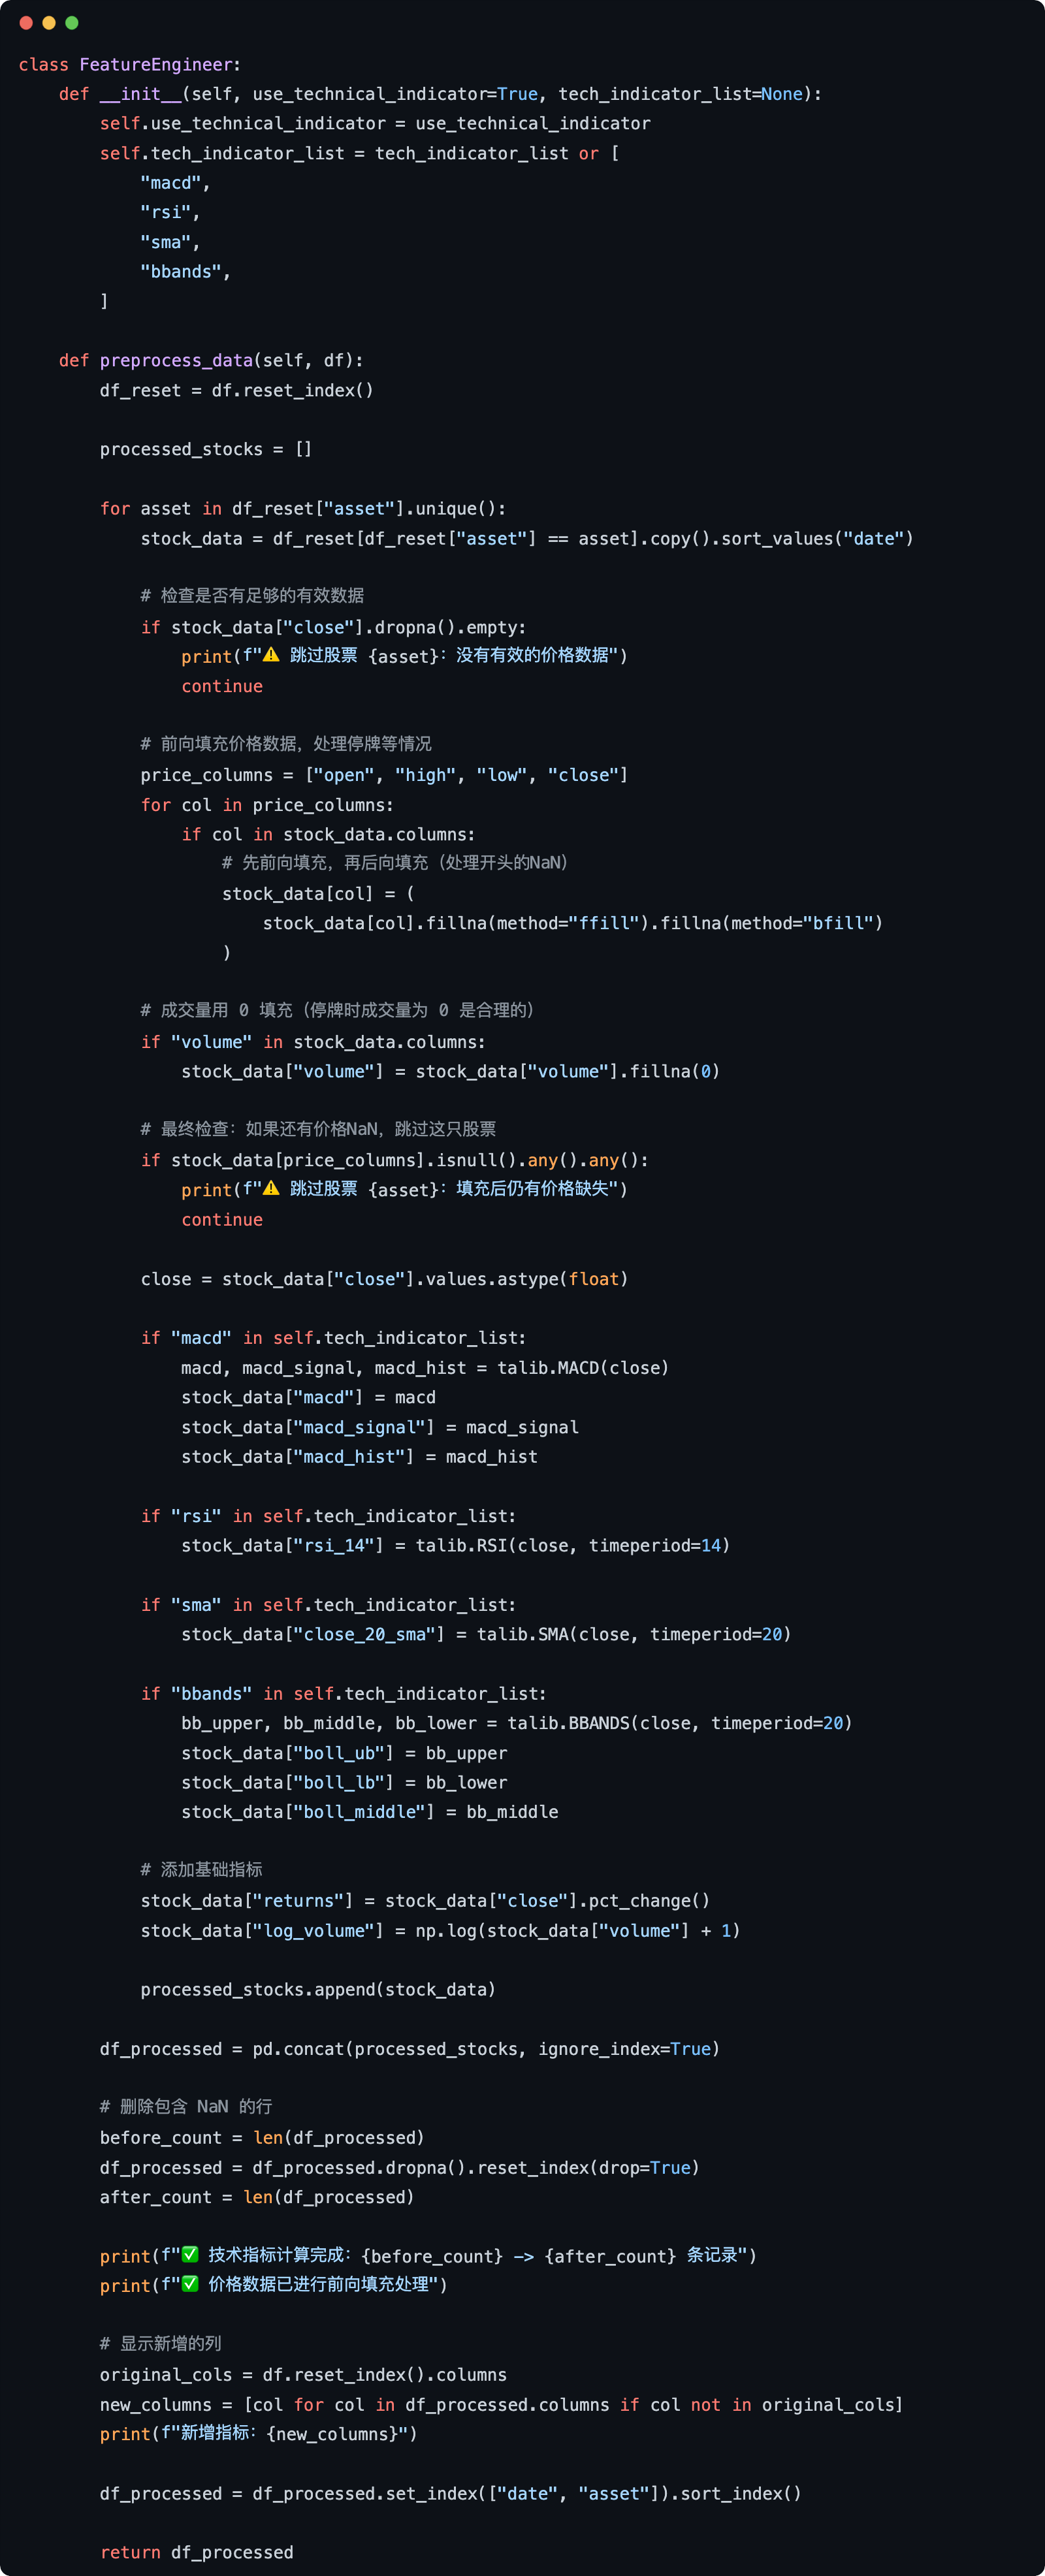 class FeatureEngineer:
    def __init__(self, use_technical_indicator=True, tech_indicator_list=None):
        self.use_technical_indicator = use_technical_indicator
        self.tech_indicator_list = tech_indicator_list or [
            "macd",
            "rsi",
            "sma",
            "bbands",
        ]

    def preprocess_data(self, df):
        df_reset = df.reset_index()

        processed_stocks = []

        for asset in df_reset["asset"].unique():
            stock_data = df_reset[df_reset["asset"] == asset].copy().sort_values("date")

            # 检查是否有足够的有效数据
            if stock_data["close"].dropna().empty:
                print(f"⚠️ 跳过股票 {asset}: 没有有效的价格数据")
                continue

            # 前向填充价格数据，处理停牌等情况
            price_columns = ["open", "high", "low", "close"]
            for col in price_columns:
                if col in stock_data.columns:
                    # 先前向填充，再后向填充（处理开头的NaN）
                    stock_data[col] = (
                        stock_data[col].fillna(method="ffill").fillna(method="bfill")
                    )

            # 成交量用 0 填充（停牌时成交量为 0 是合理的）
            if "volume" in stock_data.columns:
                stock_data["volume"] = stock_data["volume"].fillna(0)

            # 最终检查：如果还有价格NaN，跳过这只股票
            if stock_data[price_columns].isnull().any().any():
                print(f"⚠️ 跳过股票 {asset}: 填充后仍有价格缺失")
                continue

            close = stock_data["close"].values.astype(float)

            if "macd" in self.tech_indicator_list:
                macd, macd_signal, macd_hist = talib.MACD(close)
                stock_data["macd"] = macd
                stock_data["macd_signal"] = macd_signal
                stock_data["macd_hist"] = macd_hist

            if "rsi" in self.tech_indicator_list:
                stock_data["rsi_14"] = talib.RSI(close, timeperiod=14)

            if "sma" in self.tech_indicator_list:
                stock_data["close_20_sma"] = talib.SMA(close, timeperiod=20)

            if "bbands" in self.tech_indicator_list:
                bb_upper, bb_middle, bb_lower = talib.BBANDS(close, timeperiod=20)
                stock_data["boll_ub"] = bb_upper
                stock_data["boll_lb"] = bb_lower
                stock_data["boll_middle"] = bb_middle

            # 添加基础指标
            stock_data["returns"] = stock_data["close"].pct_change()
            stock_data["log_volume"] = np.log(stock_data["volume"] + 1)

            processed_stocks.append(stock_data)

        df_processed = pd.concat(processed_stocks, ignore_index=True)

        # 删除包含 NaN 的行
        before_count = len(df_processed)
        df_processed = df_processed.dropna().reset_index(drop=True)
        after_count = len(df_processed)

        print(f"✅ 技术指标计算完成：{before_count} -> {after_count} 条记录")
        print(f"✅ 价格数据已进行前向填充处理")

        # 显示新增的列
        original_cols = df.reset_index().columns
        new_columns = [col for col in df_processed.columns if col not in original_cols]
        print(f"新增指标：{new_columns}")

        df_processed = df_processed.set_index(["date", "asset"]).sort_index()

        return df_processed